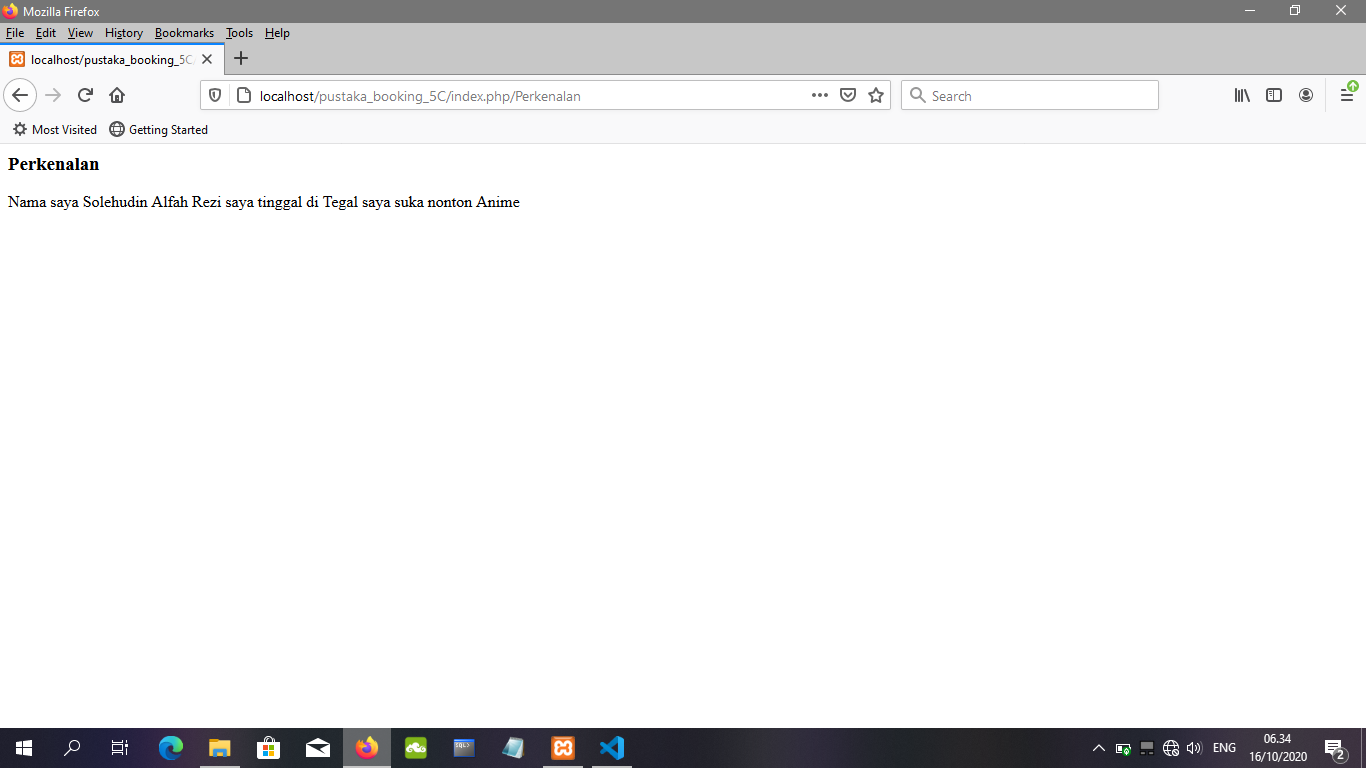 Mozilla Firefox
File Edit View History Bookmarks Tools Help
localhost/pustaka_booking_5C/
localhost/pustaka_booking_5C/index.php/Perkenalan
Search
Most Visited Getting Started
Perkenalan
Nama saya Solehudin Alfah Rezi saya tinggal di Tegal saya suka nonton Anime
SQL>
ENG
06.34
16/10/2020
2